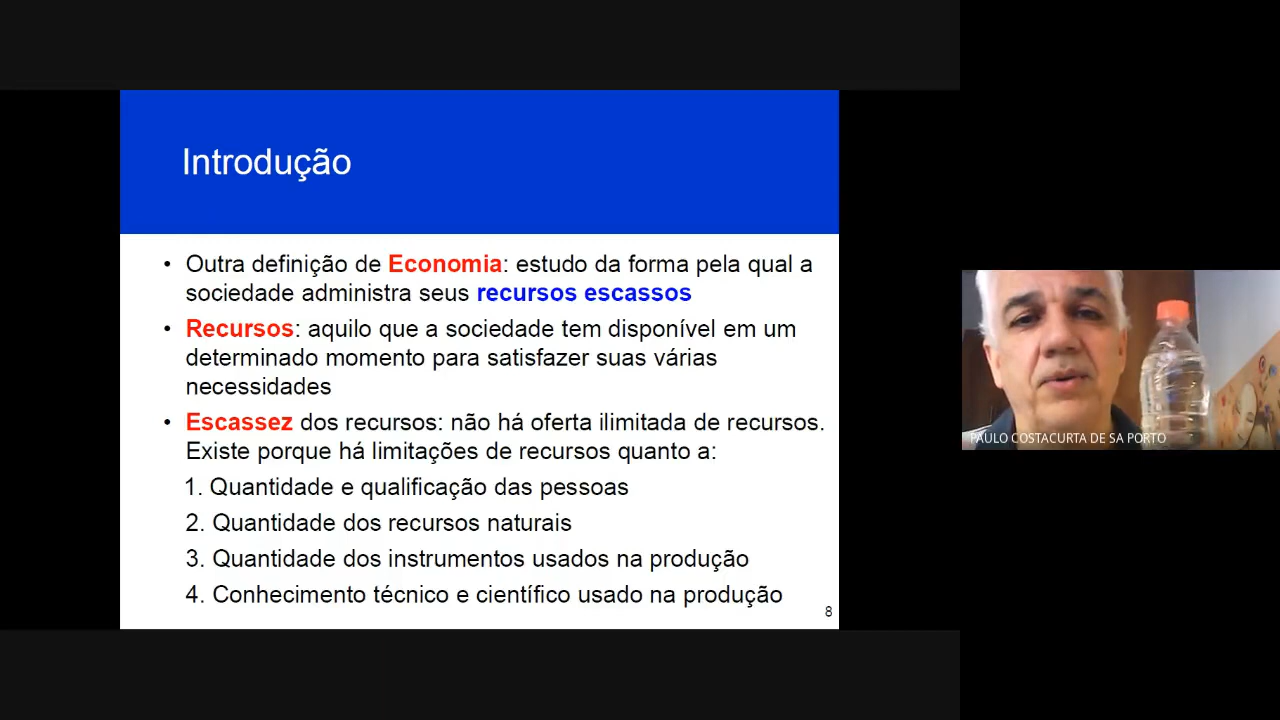 Introdução
• Outra definição de Economia: estudo da forma pela qual a
sociedade administra seus recursos escassos
• Recursos: aquilo que a sociedade tem disponível em um
determinado momento para satisfazer suas várias
necessidades
• Escassez dos recursos: não há oferta ilimitada de recursos.
Existe porque há limitações de recursos quanto a:
1. Quantidade e qualificação das pessoas
2. Quantidade dos recursos naturais
3. Quantidade dos instrumentos usados na produção
4. Conhecimento técnico e científico usado na produção
8
PAULO COSTACURTA DE SA PORTO